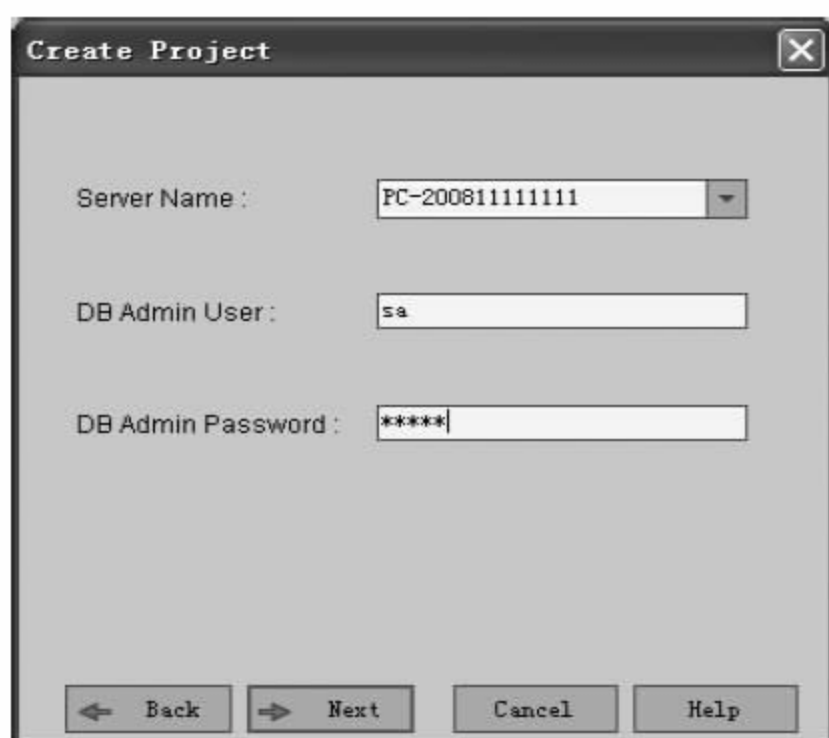 Create Project
Server Name : PC-200811111111
DB Admin User : sa
DB Admin Password : *****
Back Next Cancel Help